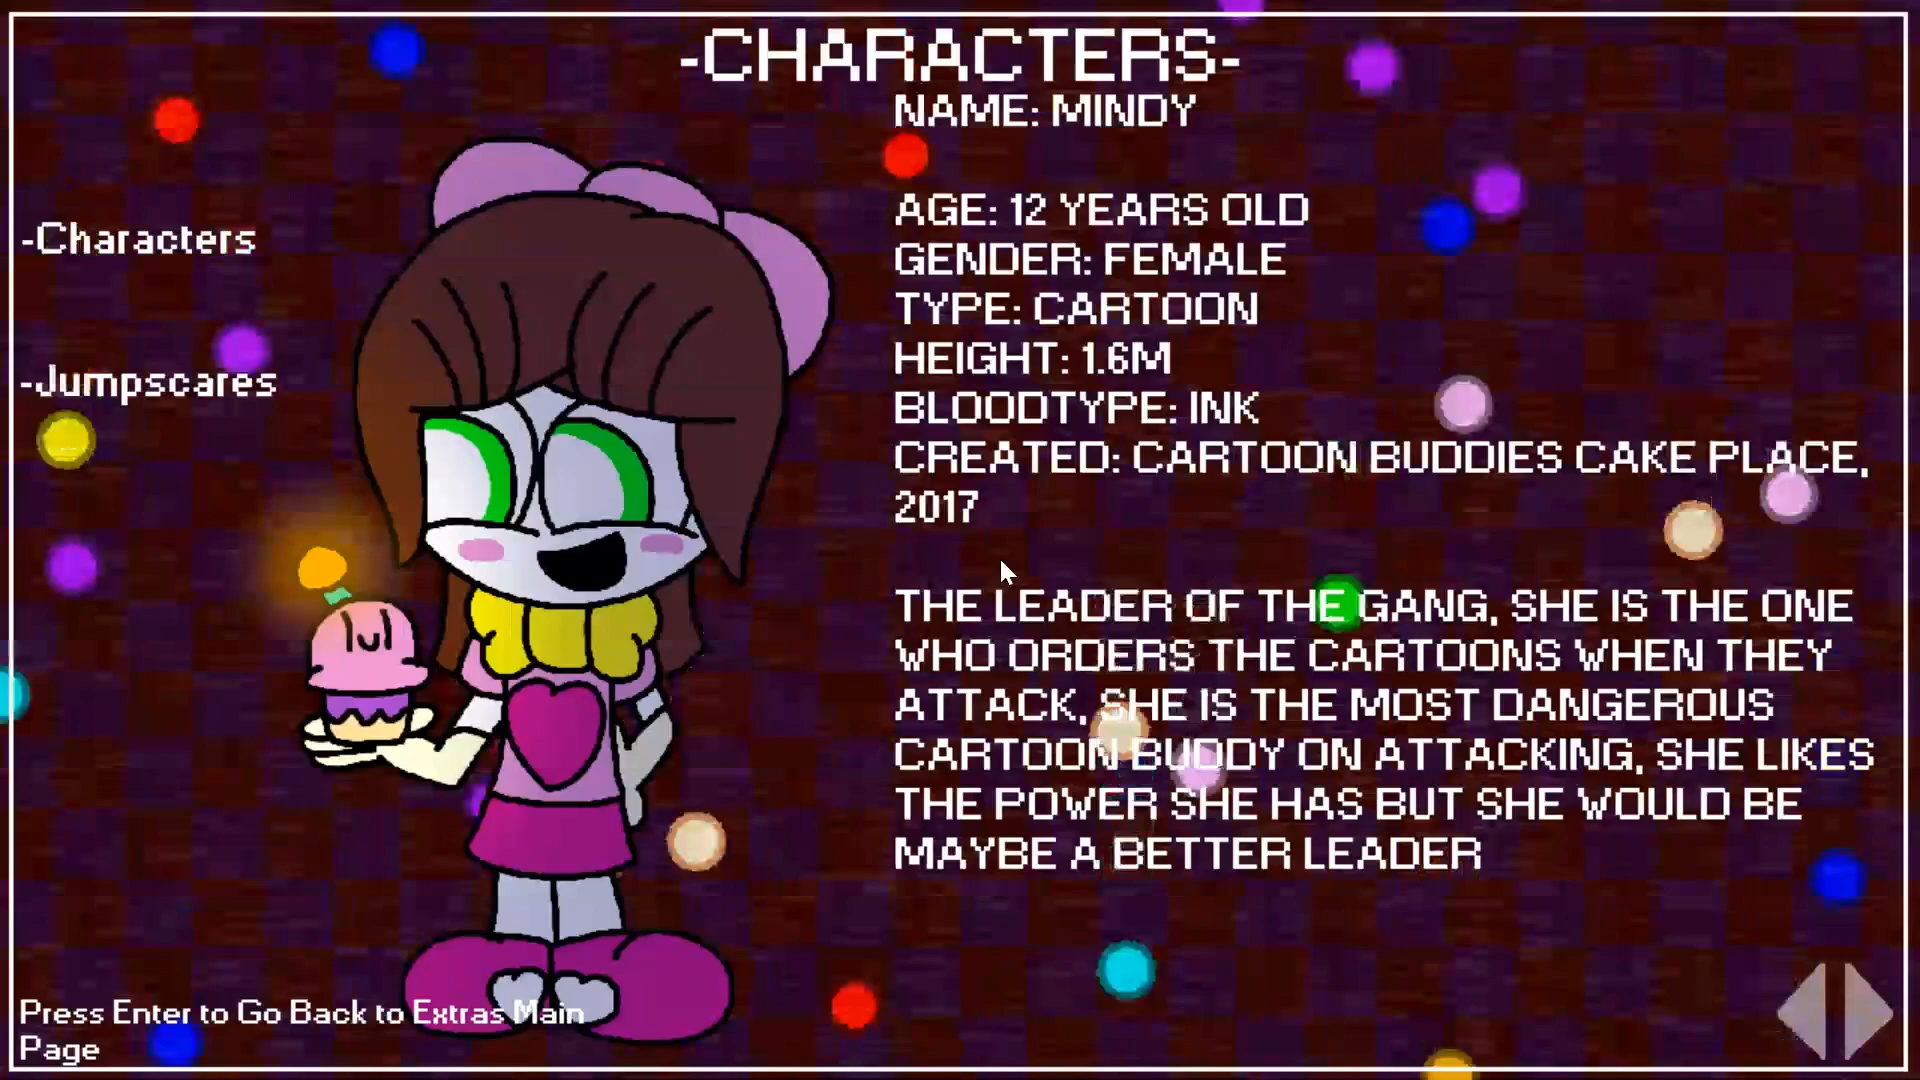 -CHARACTERS-
NAME: MINDY
AGE: 12 YEARS OLD
GENDER: FEMALE
TYPE: CARTOON
HEIGHT: 1.6M
BLOODTYPE: INK
CREATED: CARTOON BUDDIES CAKE PLACE,
2017
THE LEADER OF THE GANG, SHE IS THE ONE
WHO ORDERS THE CARTOONS WHEN THEY
ATTACK, SHE IS THE MOST DANGEROUS
CARTOON BUDDY ON ATTACKING, SHE LIKES
THE POWER SHE HAS BUT SHE WOULD BE
MAYBE A BETTER LEADER
-Characters
-Jumpscares
Press Enter to Go Back to Extras Main
Page